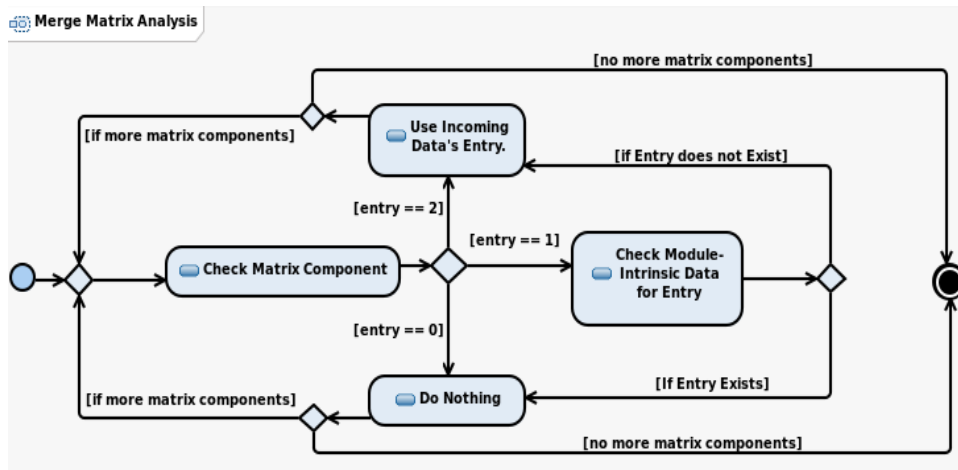 Merge Matrix Analysis
[no more matrix components]
[if more matrix components]
Use Incoming
Data's Entry.
[if Entry does not Exist]
[entry == 2]
[entry == 1]
Check Matrix Component
Check Module-
Intrinsic Data
for Entry
[entry == 0]
[If Entry Exists]
[if more matrix components]
Do Nothing
[no more matrix components]